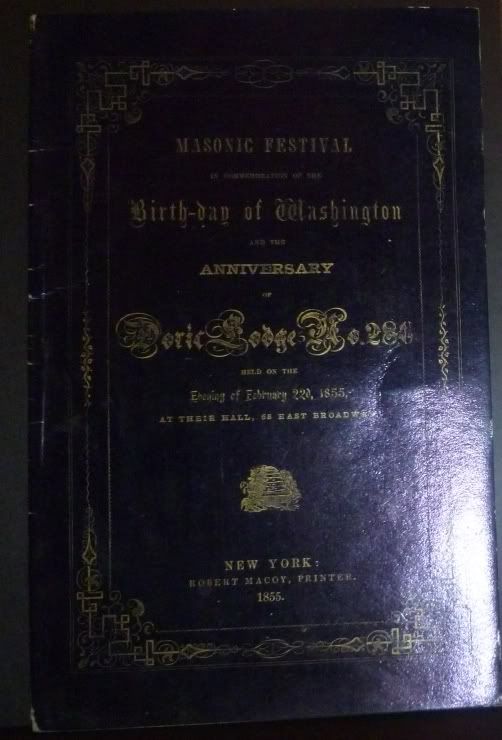 MASONIC FESTIVAL
IN COMMEMORATION OF THE
Birth-day of Washington
AND THE
ANNIVERSARY
OF
Doric Lodge No. 280
HELD ON THE
Evening of February 22d, 1855,
AT THEIR HALL, 68 EAST BROADWAY
NEW YORK:
ROBERT MACOY, PRINTER.
1855.